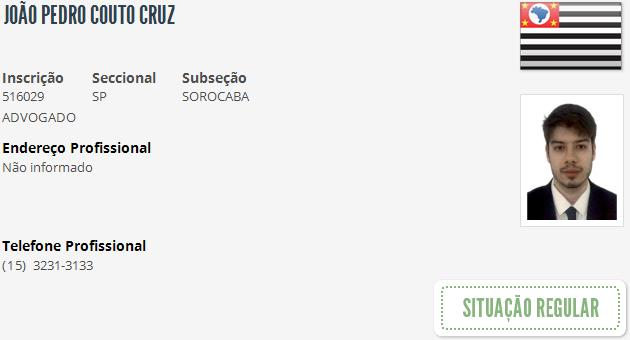 JOÃO PEDRO COUTO CRUZ
Inscrição Seccional Subseção
516029 SP SOROCABA
ADVOGADO
Endereço Profissional
Não informado
Telefone Profissional
(15) 3231-3133
SITUAÇÃO REGULAR